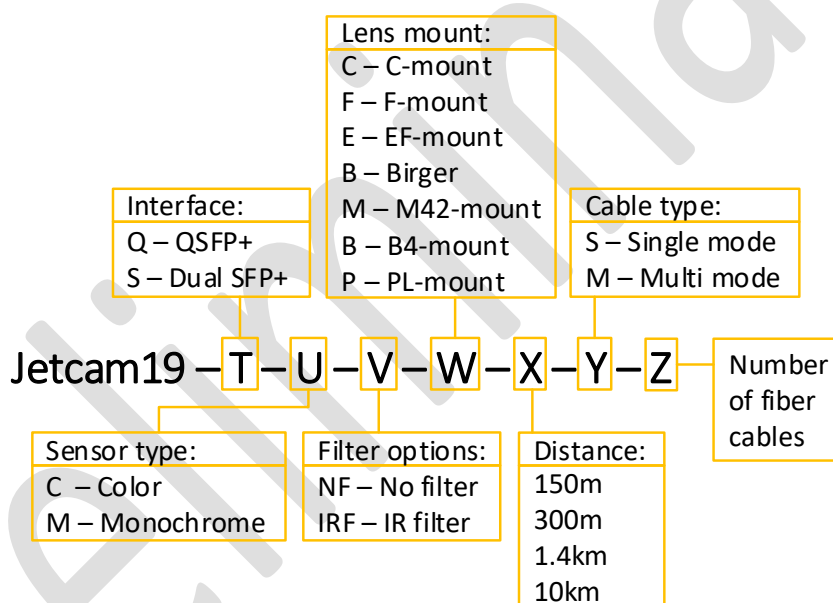 Lens mount:
C – C-mount
F – F-mount
E – EF-mount
B – Birger
M – M42-mount
B – B4-mount
P – PL-mount
Interface:
Q – QSFP+
S – Dual SFP+
Cable type:
S – Single mode
M – Multi mode
Jetcam19 – T – U – V – W – X – Y – Z
Number
of fiber
cables
Sensor type:
C – Color
M – Monochrome
Filter options:
NF – No filter
IRF – IR filter
Distance:
150m
300m
1.4km
10km